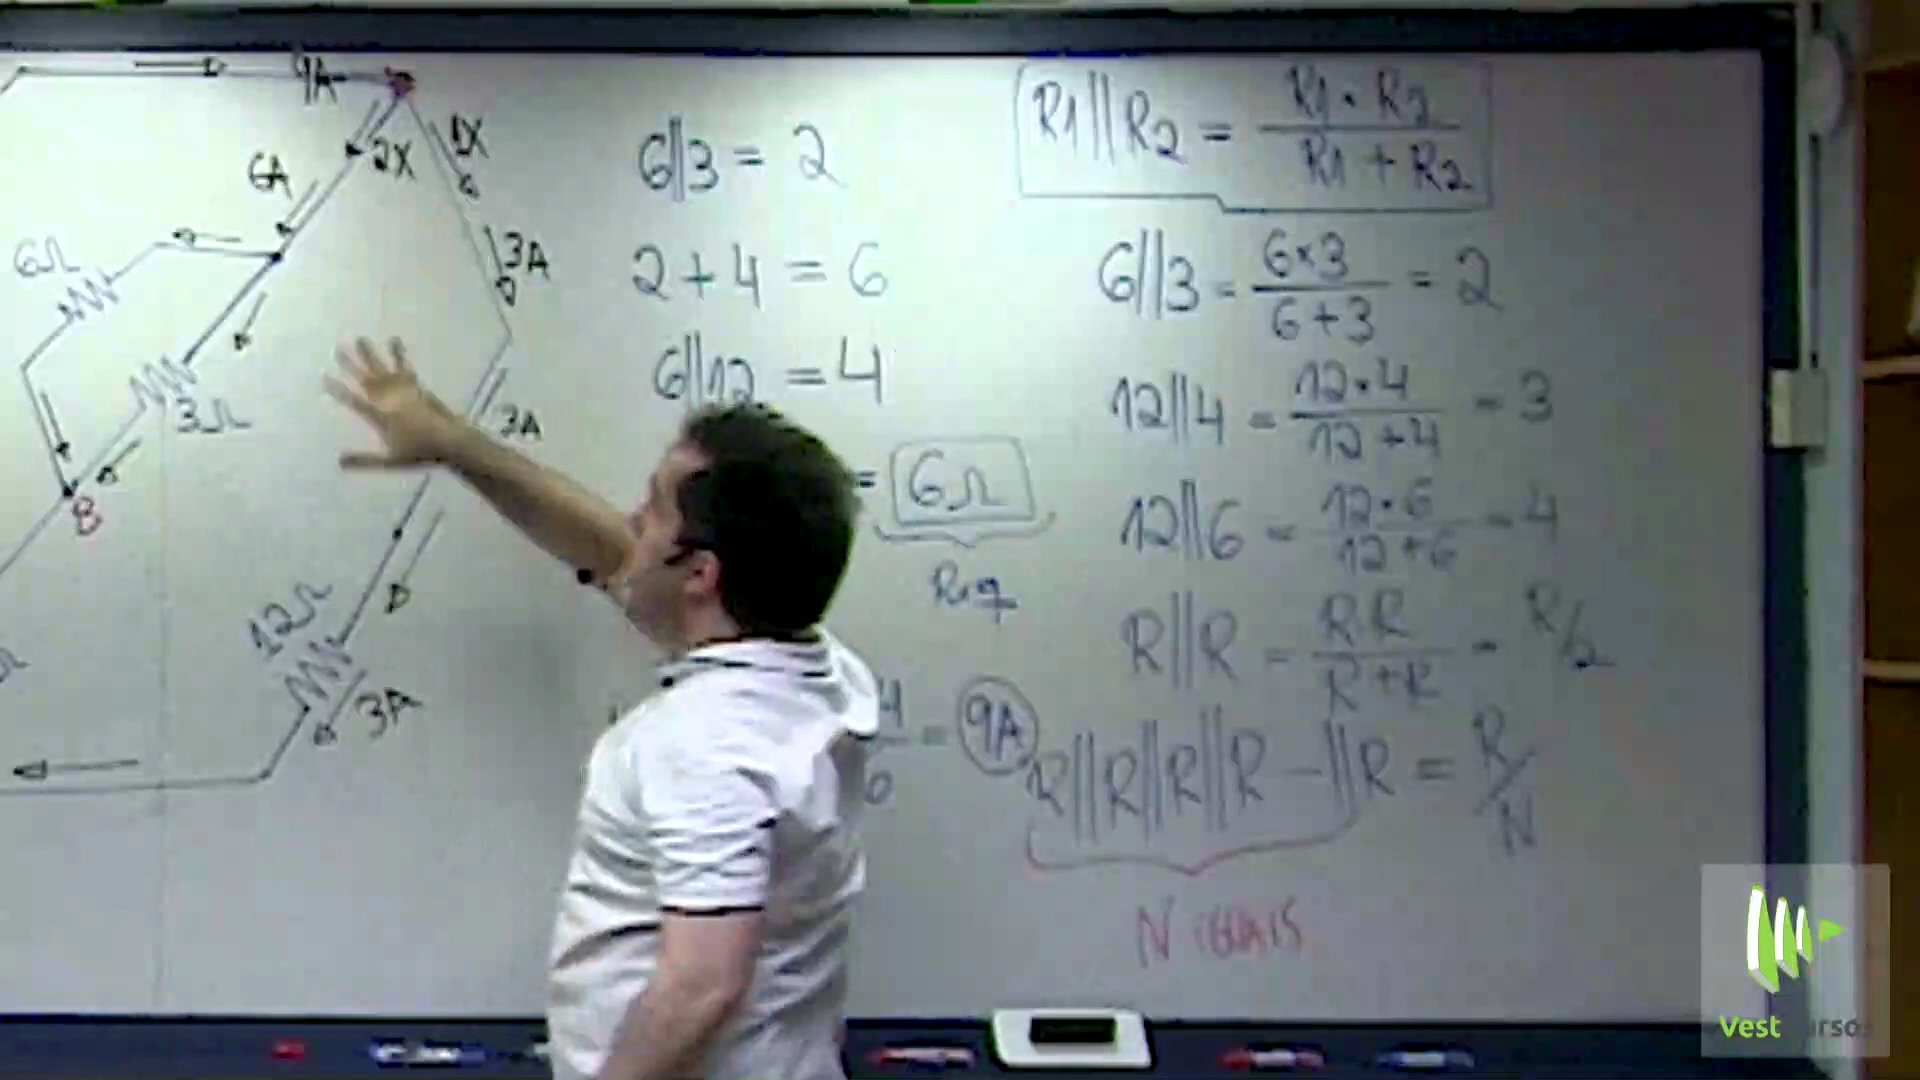 9A
2X
1X
6A
3A
6Ω
3Ω
3A
B
12Ω
3A
6||3 = 2
2+4 = 6
6||12 = 4
= 6Ω
Req
= 9A
6
R1||R2 = R1 • R2
R1 + R2
6||3 = 6×3 = 2
6+3
12||4 = 12•4 = 3
12+4
12||6 = 12•6 = 4
12+6
R||R = R.R = R/2
R+R
R||R||R||R – ||R = R/N
N IGUAIS
Vest